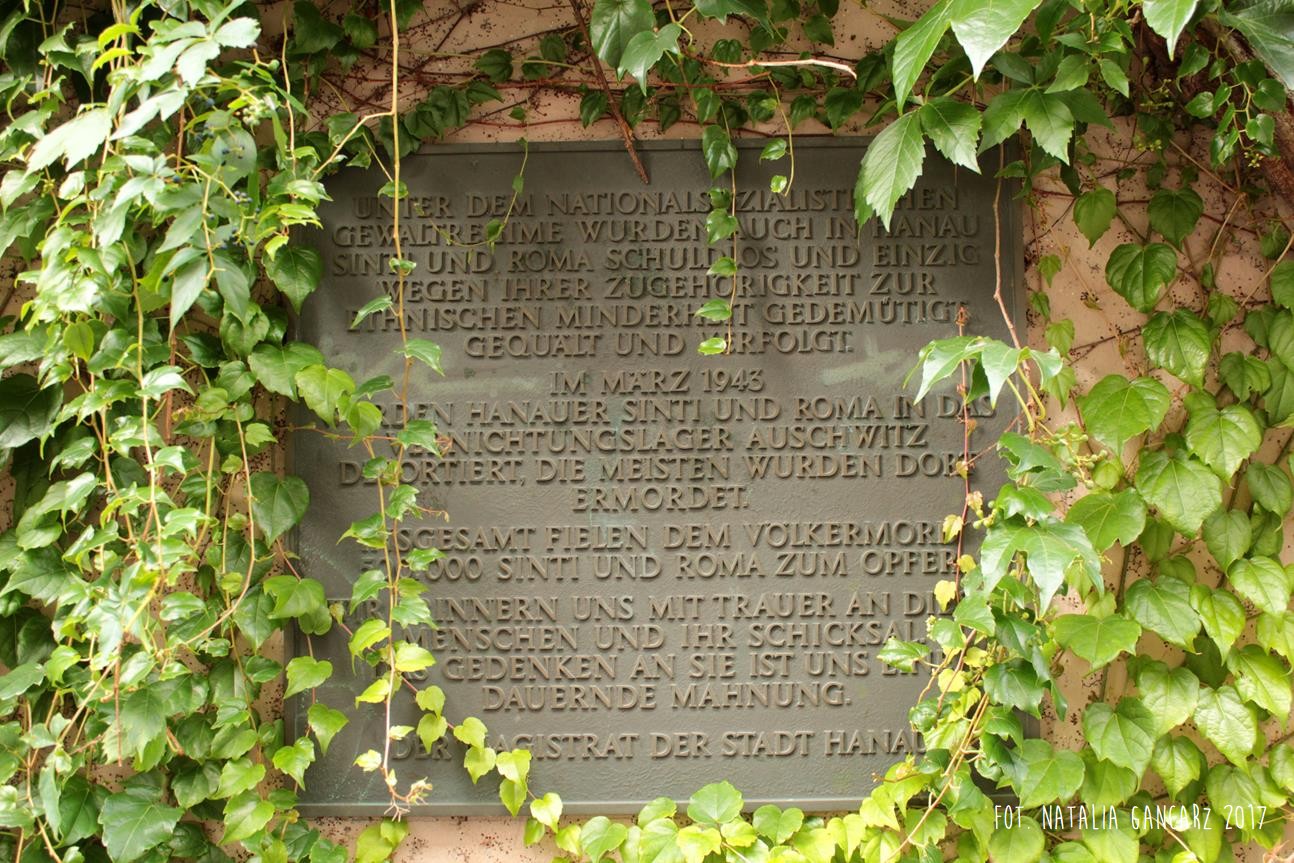 UNTER DEM NATIONALSOZIALISTISCHEN
GEWALTREGIME WURDEN AUCH IN HANAU
SINTI UND ROMA SCHULDLOS UND EINZIG
WEGEN IHRER ZUGEHÖRIGKEIT ZUR
ETHNISCHEN MINDERHEIT GEDEMÜTIGT,
GEQUÄLT UND VERFOLGT.
IM MÄRZ 1943
WURDEN HANAUER SINTI UND ROMA IN DAS
VERNICHTUNGSLAGER AUSCHWITZ
DEPORTIERT, DIE MEISTEN WURDEN DORT
ERMORDET.
INSGESAMT FIELEN DEM VÖLKERMORD
SINTI UND ROMA ZUM OPFER.
WIR ERINNERN UNS MIT TRAUER AN DIE
MENSCHEN UND IHR SCHICKSAL.
DAS GEDENKEN AN SIE IST UNS EINE
DAUERNDE MAHNUNG.
DER MAGISTRAT DER STADT HANAU
FOT. NATALIA GANCARZ 2017